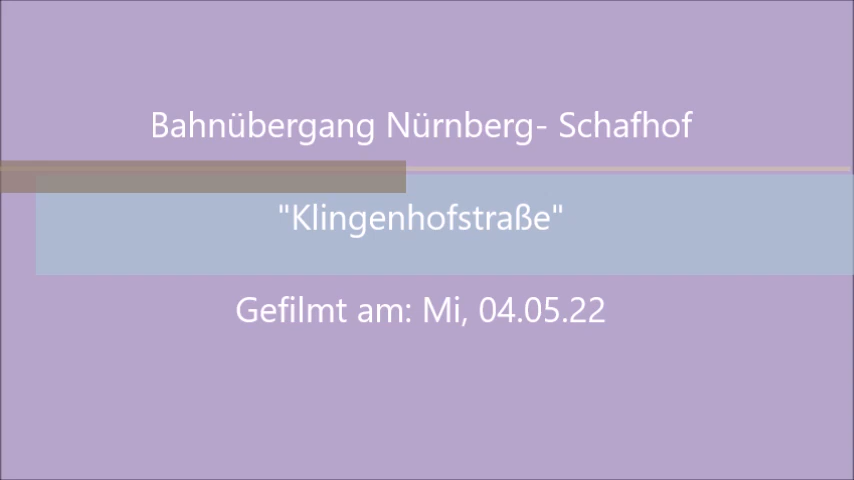 Bahnübergang Nürnberg- Schafhof
"Klingenhofstraße"
Gefilmt am: Mi, 04.05.22